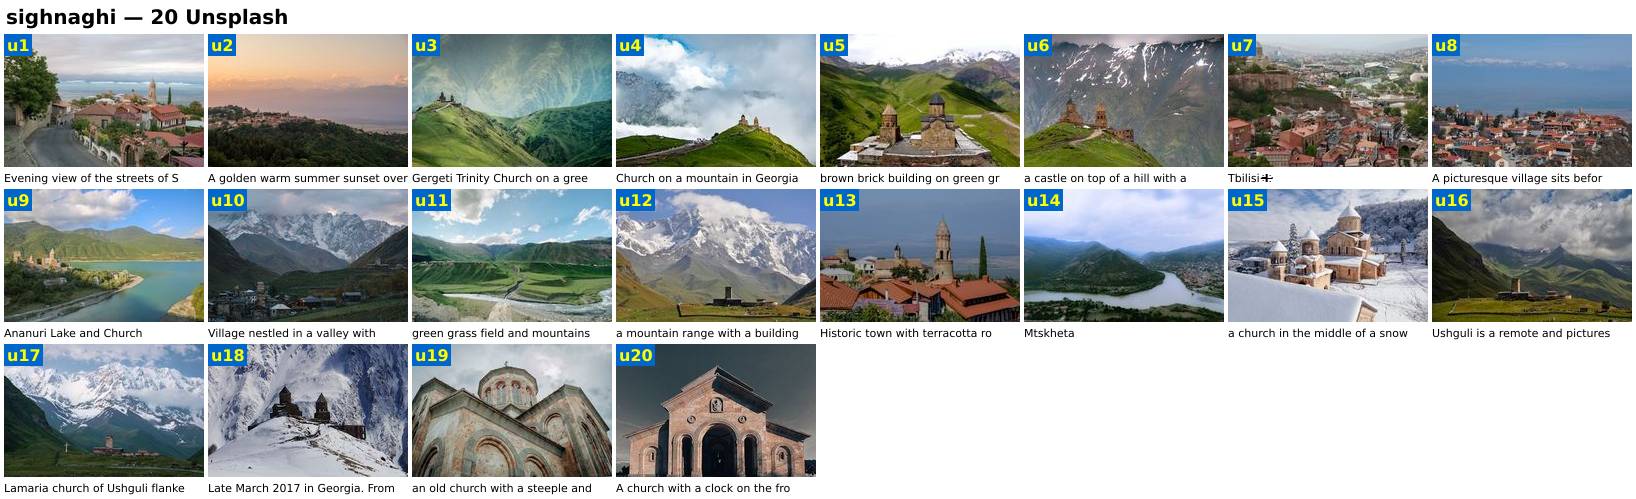 sighnaghi — 20 Unsplash
u1
u2
u3
u4
u5
u6
u7
u8
Evening view of the streets of S
A golden warm summer sunset over
Gergeti Trinity Church on a gree
Church on a mountain in Georgia
brown brick building on green gr
a castle on top of a hill with a
Tbilisi
A picturesque village sits befor
u9
u10
u11
u12
u13
u14
u15
u16
Ananuri Lake and Church
Village nestled in a valley with
green grass field and mountains
a mountain range with a building
Historic town with terracotta ro
Mtskheta
a church in the middle of a snow
Ushguli is a remote and pictures
u17
u18
u19
u20
Lamaria church of Ushguli flanke
Late March 2017 in Georgia. From
an old church with a steeple and
A church with a clock on the fro